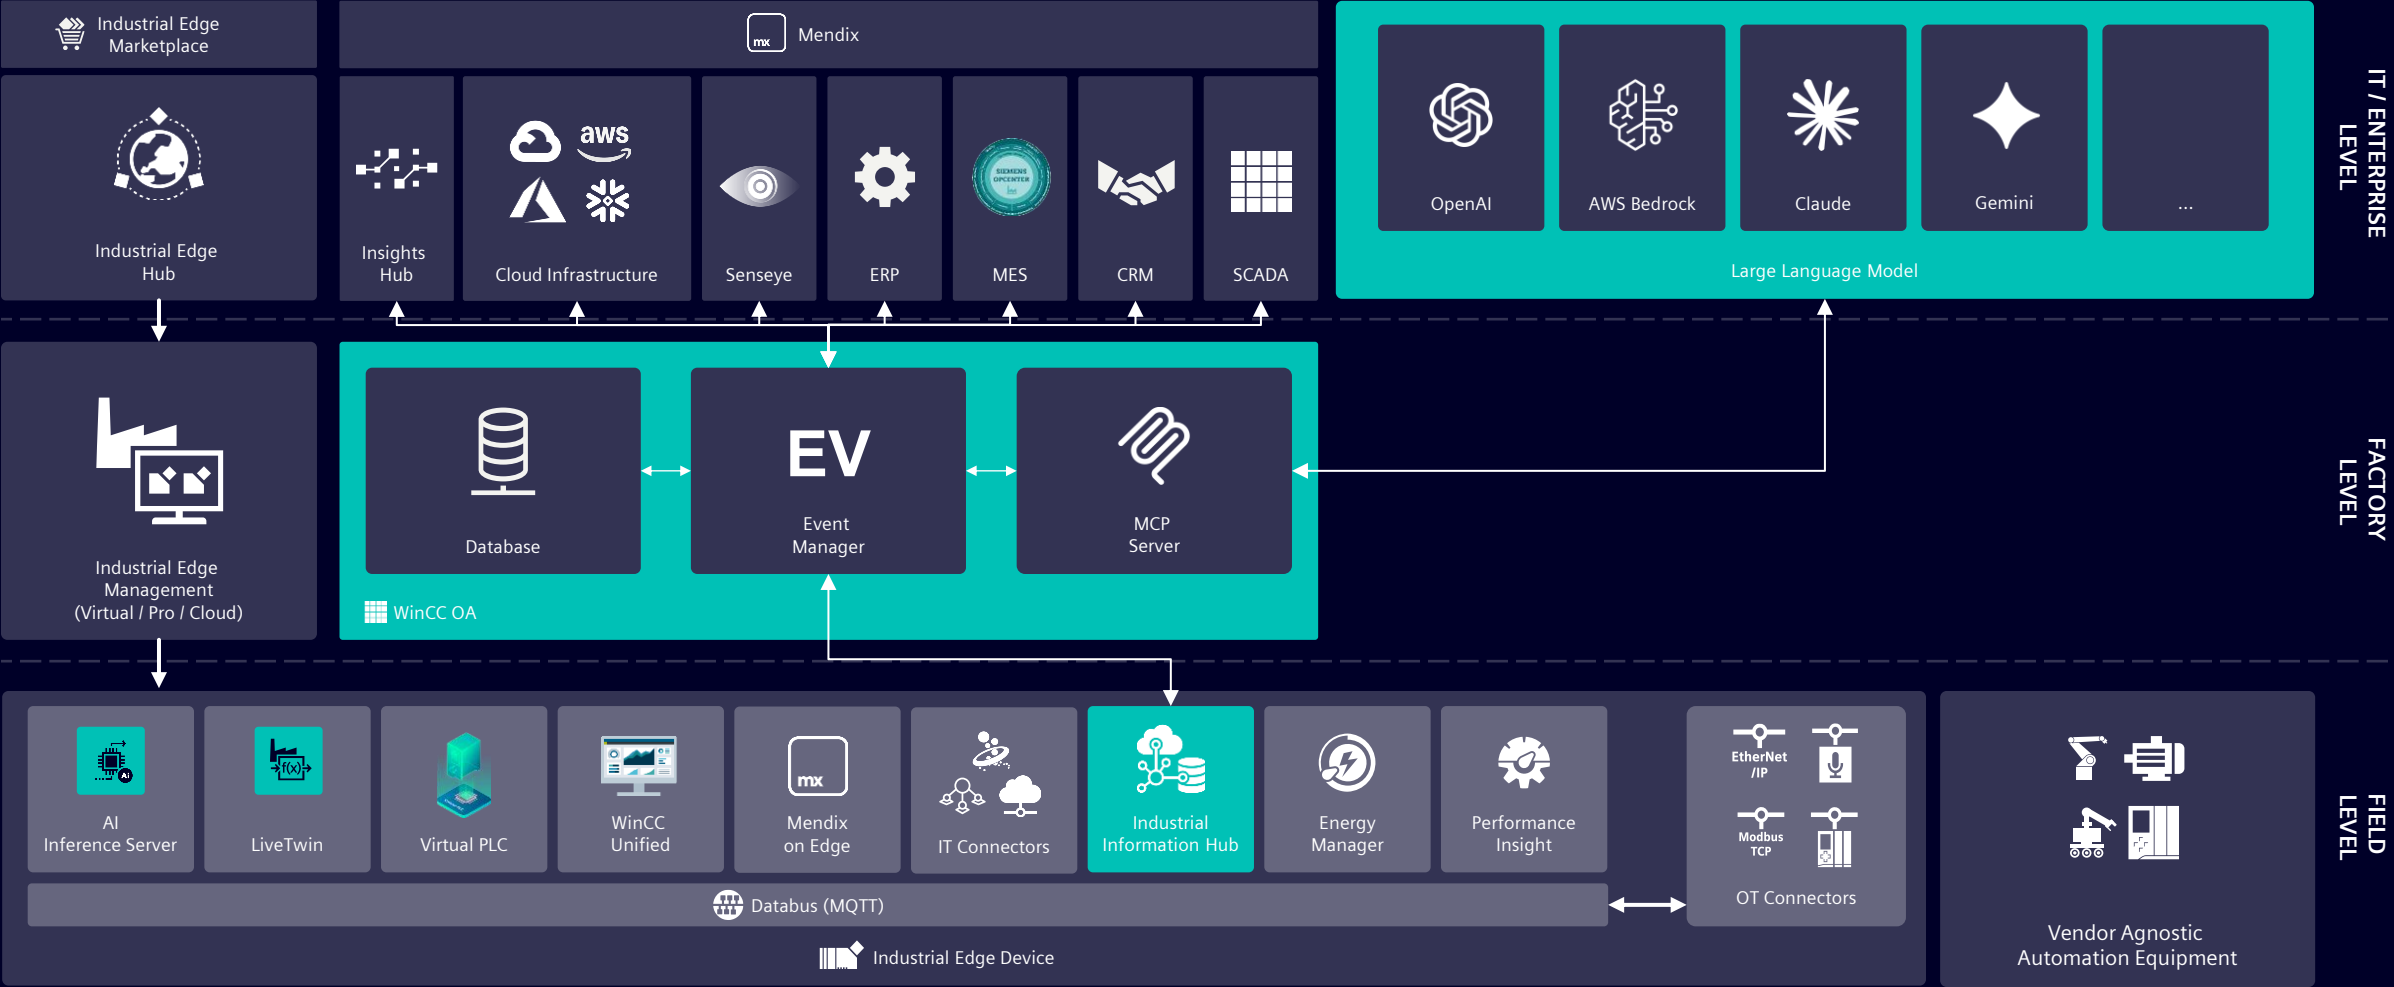 Industrial Edge
Marketplace
mx
Mendix
Industrial Edge
Hub
Insights
Hub
aws
Cloud Infrastructure
Senseye
ERP
SIEMENS
OPCENTER
MES
CRM
SCADA
OpenAI
AWS Bedrock
Claude
Gemini
...
Large Language Model
IT / ENTERPRISE
LEVEL
Industrial Edge
Management
(Virtual / Pro / Cloud)
Database
EV
Event
Manager
MCP
Server
WinCC OA
FACTORY
LEVEL
AI
AI
Inference Server
f(x)
LiveTwin
Virtual PLC
WinCC
Unified
mx
Mendix
on Edge
IT Connectors
Industrial
Information Hub
Energy
Manager
Performance
Insight
EtherNet
/IP
Modbus
TCP
OT Connectors
Databus (MQTT)
Industrial Edge Device
Vendor Agnostic
Automation Equipment
FIELD
LEVEL